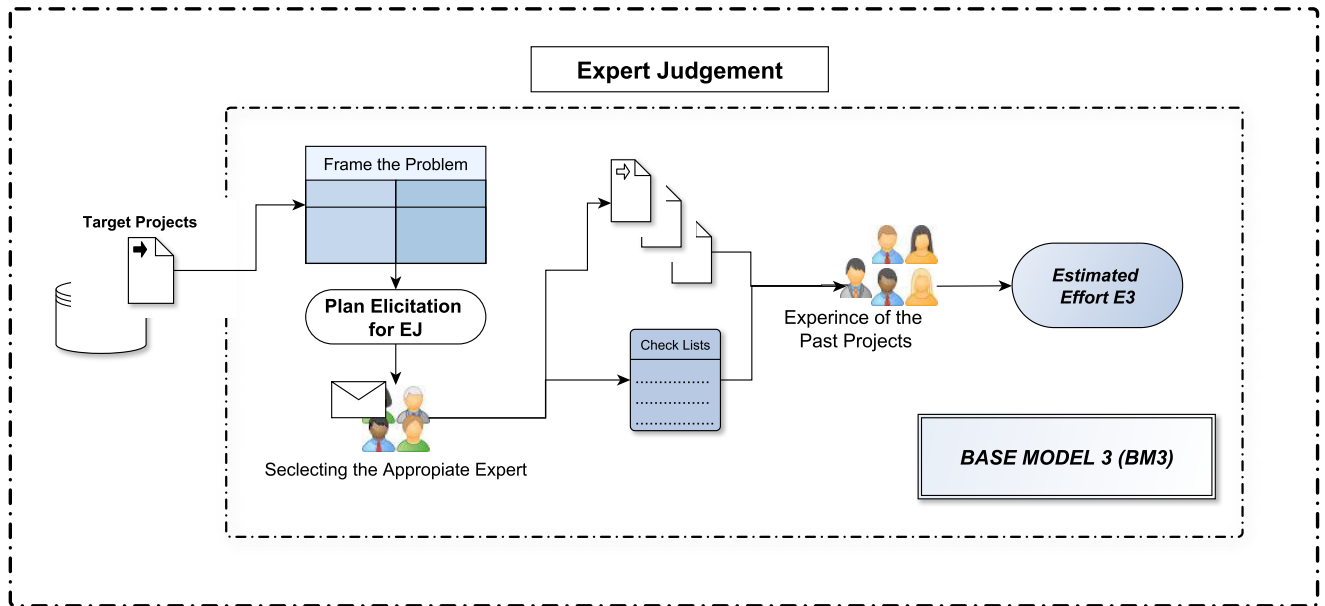 Expert Judgement
Target Projects
Frame the Problem
Plan Elicitation
for EJ
Seclecting the Appropiate Expert
Check Lists
Experince of the
Past Projects
Estimated
Effort E3
BASE MODEL 3 (BM3)